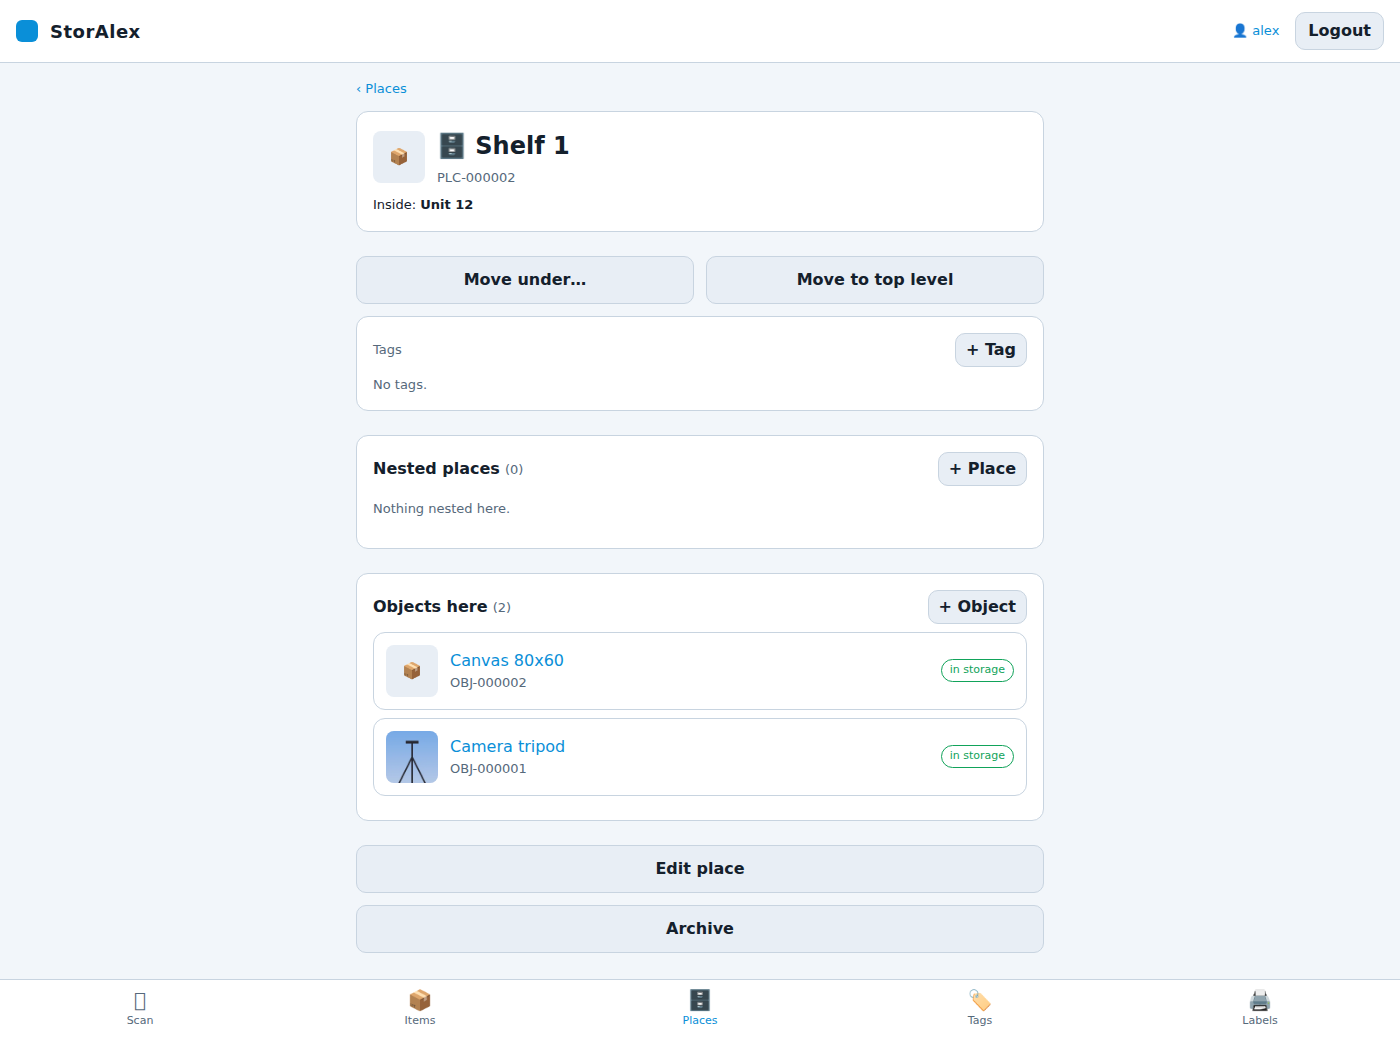 StorAlex
alex
Logout
‹ Places
Shelf 1
PLC-000002
Inside: Unit 12
Move under…
Move to top level
Tags
+ Tag
No tags.
Nested places (0)
+ Place
Nothing nested here.
Objects here (2)
+ Object
Canvas 80x60
OBJ-000002
in storage
Camera tripod
OBJ-000001
in storage
Edit place
Archive
Scan
Items
Places
Tags
Labels